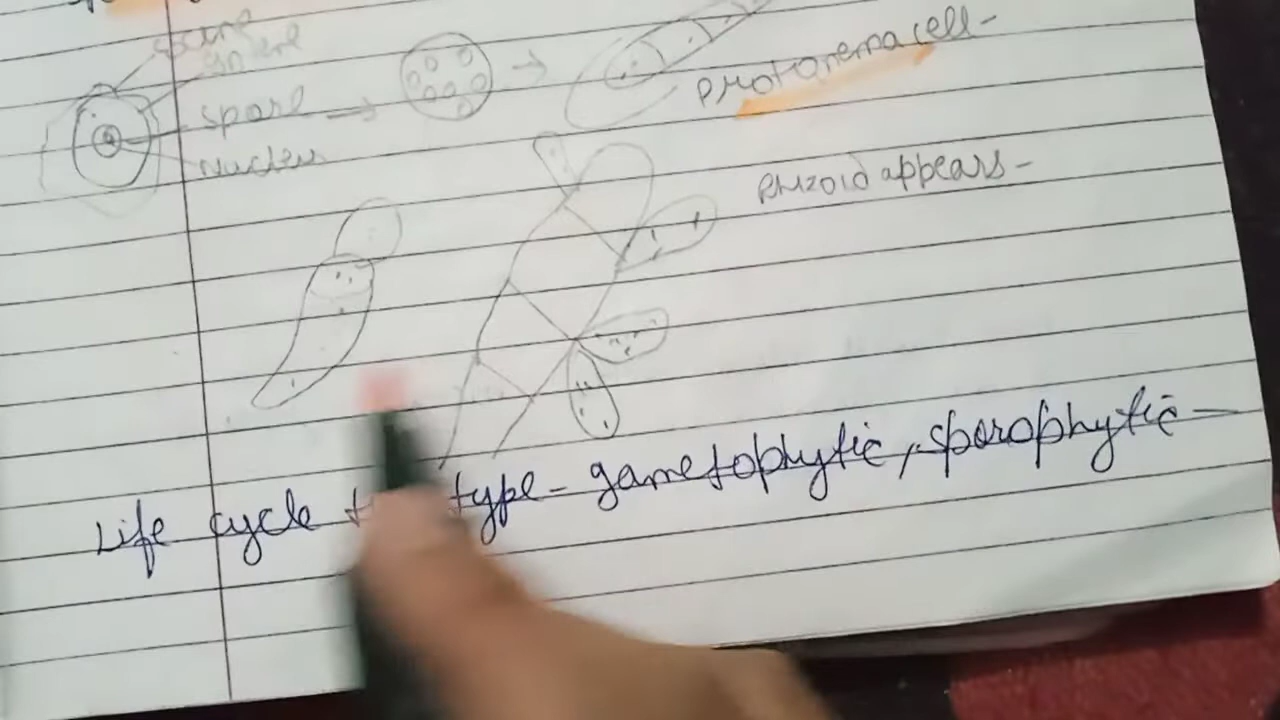 spore
spore
nucleus
protonema cell-
Rhizoid appears-
Life cycle type - gametophytic, sporophytic-